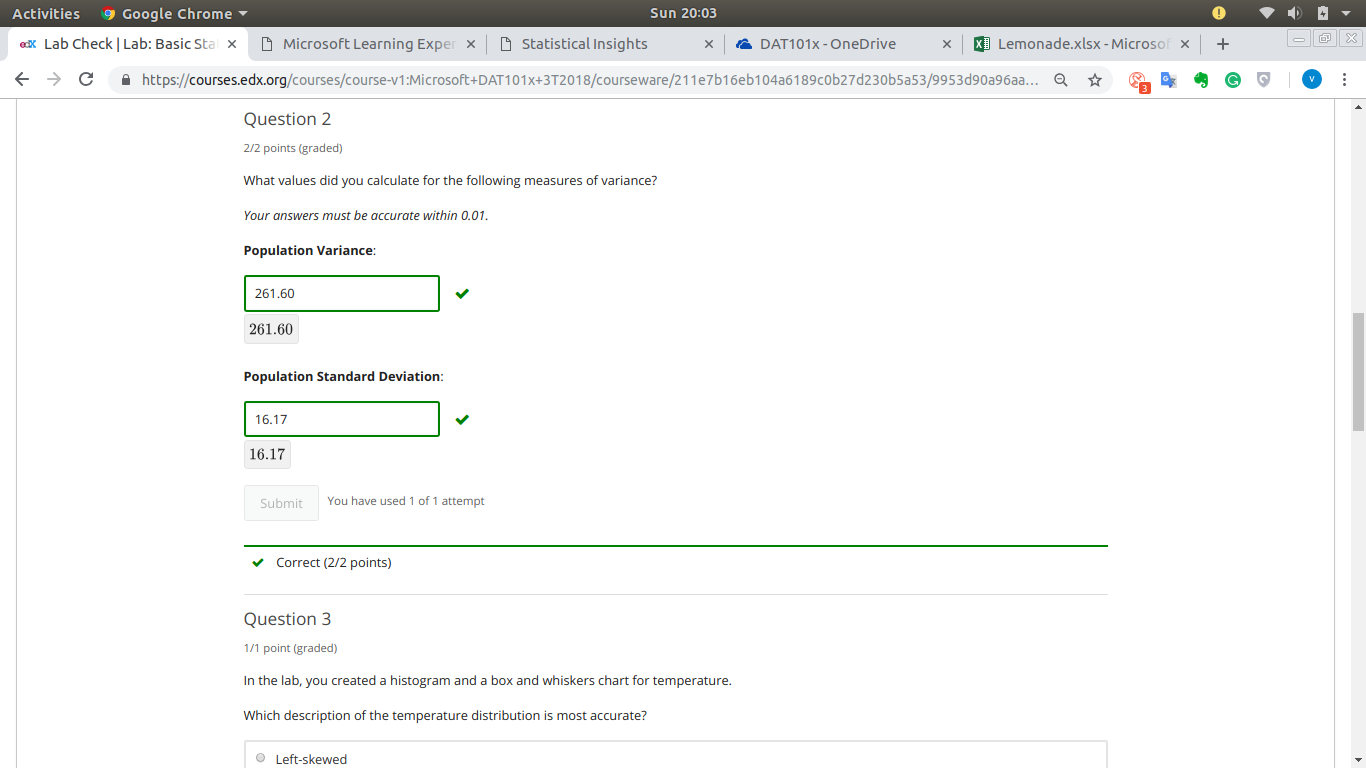 Activities Google Chrome Sun 20:03
edX Lab Check | Lab: Basic Sta Microsoft Learning Exper Statistical Insights DAT101x - OneDrive Lemonade.xlsx - Microsof
https://courses.edx.org/courses/course-v1:Microsoft+DAT101x+3T2018/courseware/211e7b16eb104a6189c0b27d230b5a53/9953d90a96aa... 3 V
Question 2
2/2 points (graded)
What values did you calculate for the following measures of variance?
Your answers must be accurate within 0.01.
Population Variance:
261.60
261.60
Population Standard Deviation:
16.17
16.17
Submit You have used 1 of 1 attempt
Correct (2/2 points)
Question 3
1/1 point (graded)
In the lab, you created a histogram and a box and whiskers chart for temperature.
Which description of the temperature distribution is most accurate?
Left-skewed